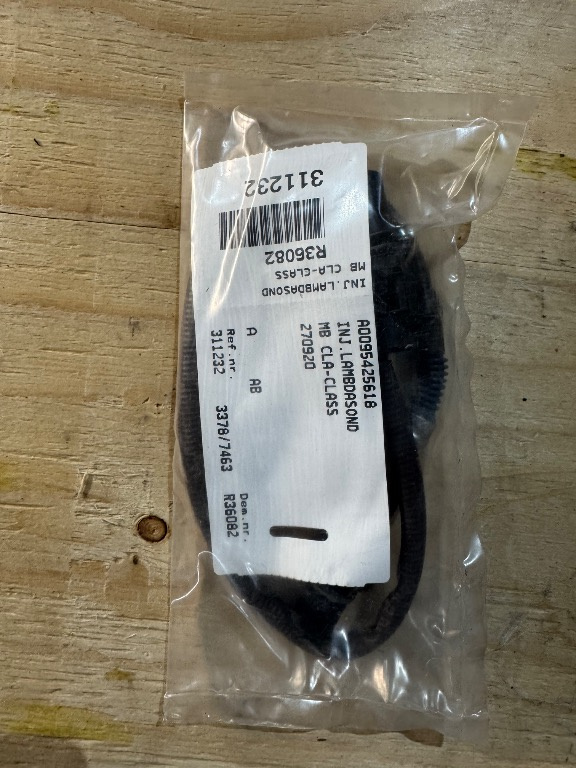 311232
R36082
MB CLA-CLASS
INJ.LAMBDASOND
A0095425618
INJ.LAMBDASOND
MB CLA-CLASS
270920
A AB
Ref.nr. Dem.nr.
311232 3378/7463 R36082